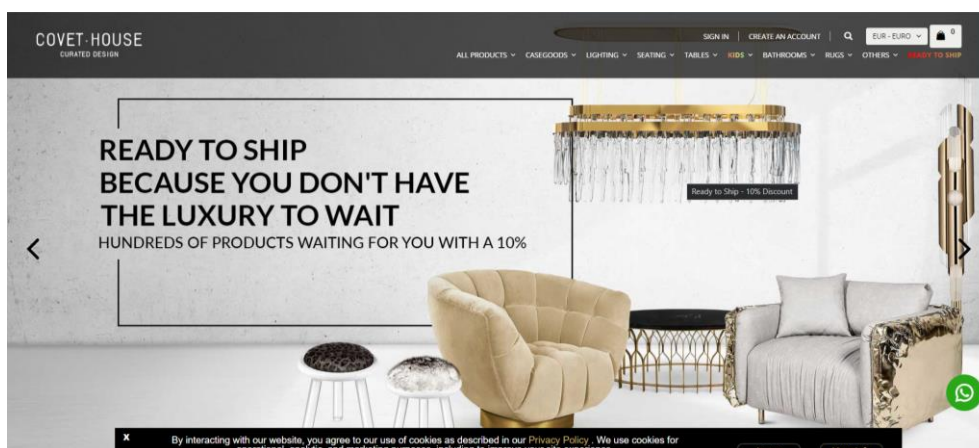 COVET·HOUSE
CURATED DESIGN
SIGN IN | CREATE AN ACCOUNT | EUR - EURO 0
ALL PRODUCTS CASEGOODS LIGHTING SEATING TABLES KIDS BATHROOMS RUGS OTHERS READY TO SHIP
READY TO SHIP
BECAUSE YOU DON'T HAVE
THE LUXURY TO WAIT
HUNDREDS OF PRODUCTS WAITING FOR YOU WITH A 10%
Ready to Ship - 10% Discount
X
By interacting with our website, you agree to our use of cookies as described in our Privacy Policy . We use cookies for